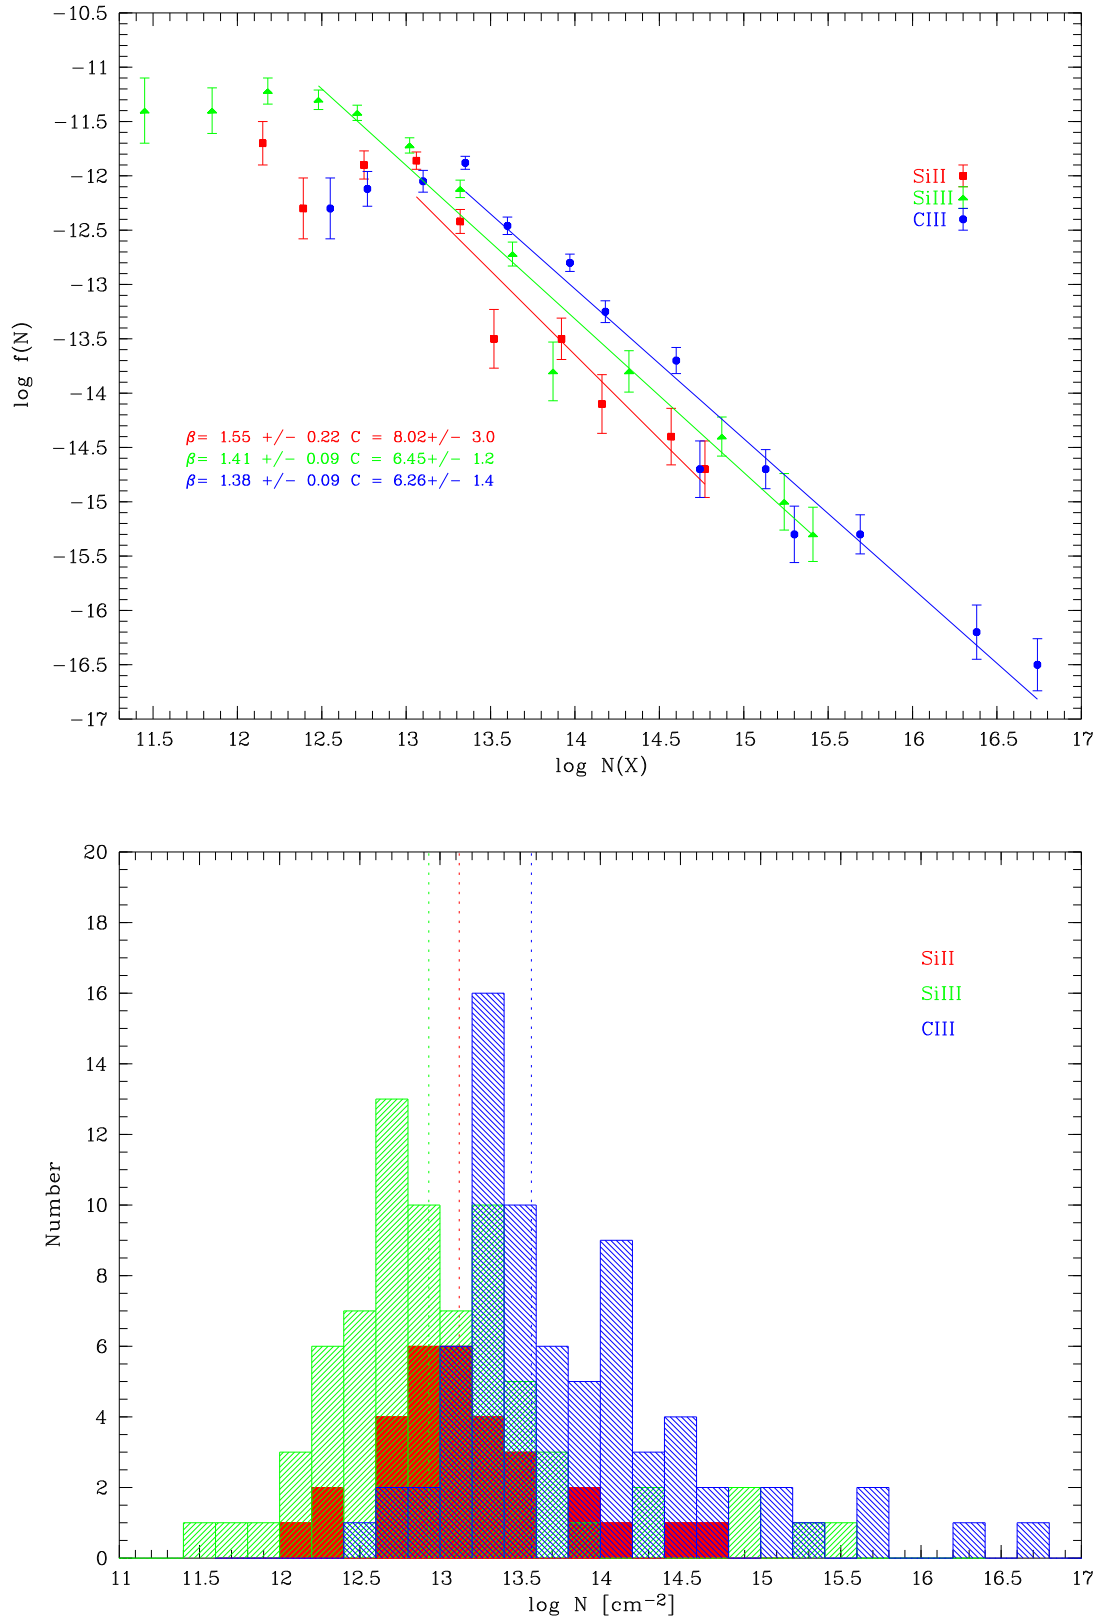 −10.5
−11
−11.5
−12
−12.5
−13
−13.5
−14
−14.5
−15
−15.5
−16
−16.5
−17
log f(N)
SiII
SiIII
CIII
β= 1.55 +/− 0.22 C = 8.02+/− 3.0
β= 1.41 +/− 0.09 C = 6.45+/− 1.2
β= 1.38 +/− 0.09 C = 6.26+/− 1.4
11.5 12 12.5 13 13.5 14 14.5 15 15.5 16 16.5 17
log N(X)
20
18
16
14
12
10
8
6
4
2
0
Number
SiII
SiIII
CIII
11 11.5 12 12.5 13 13.5 14 14.5 15 15.5 16 16.5 17
log N [cm⁻²]